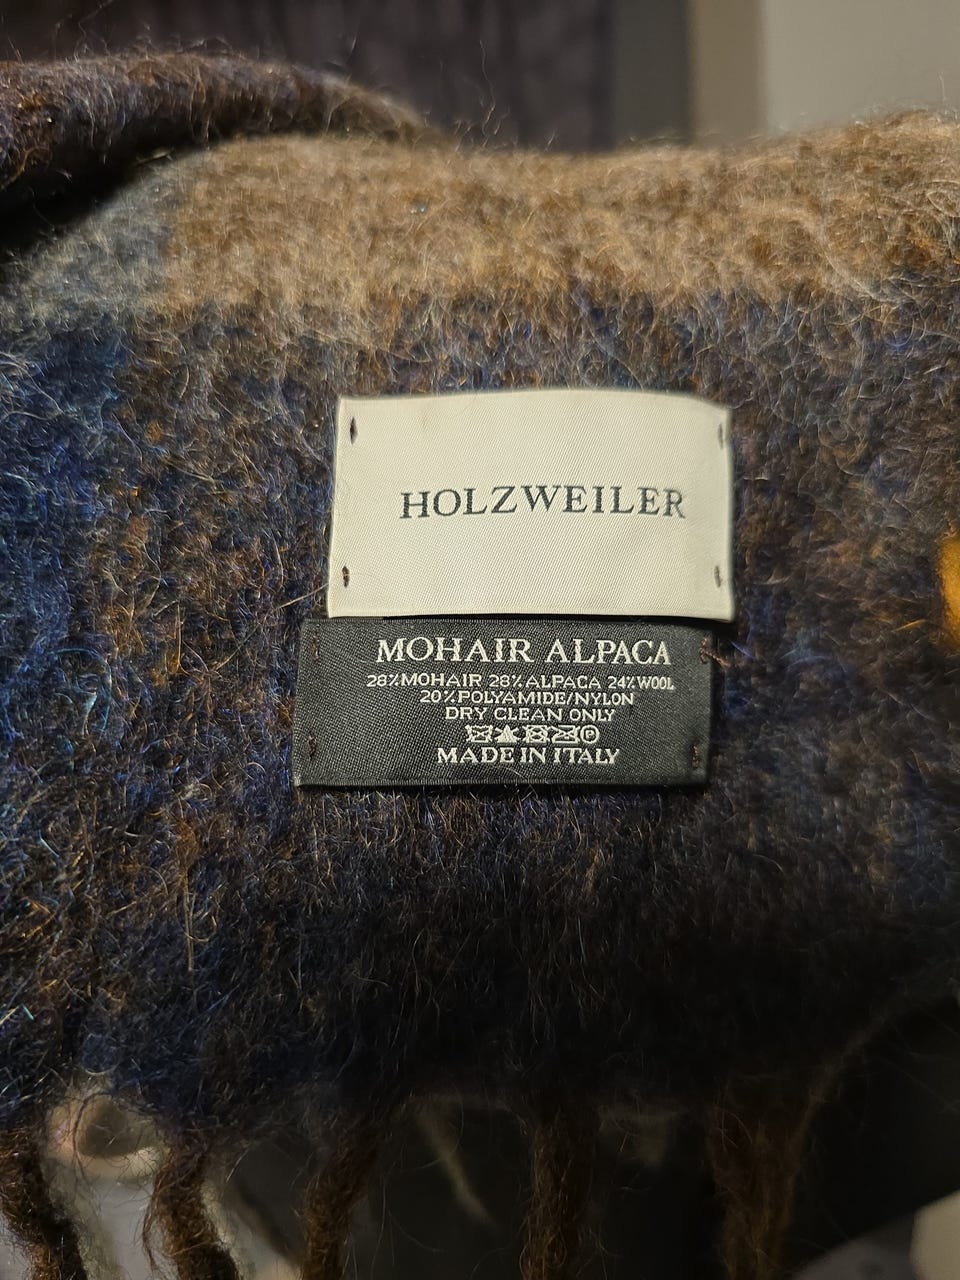 HOLZWEILER
MOHAIR ALPACA
28%MOHAIR 28%ALPACA 24%WOOL
20%POLYAMIDE/NYLON
DRY CLEAN ONLY
MADE IN ITALY